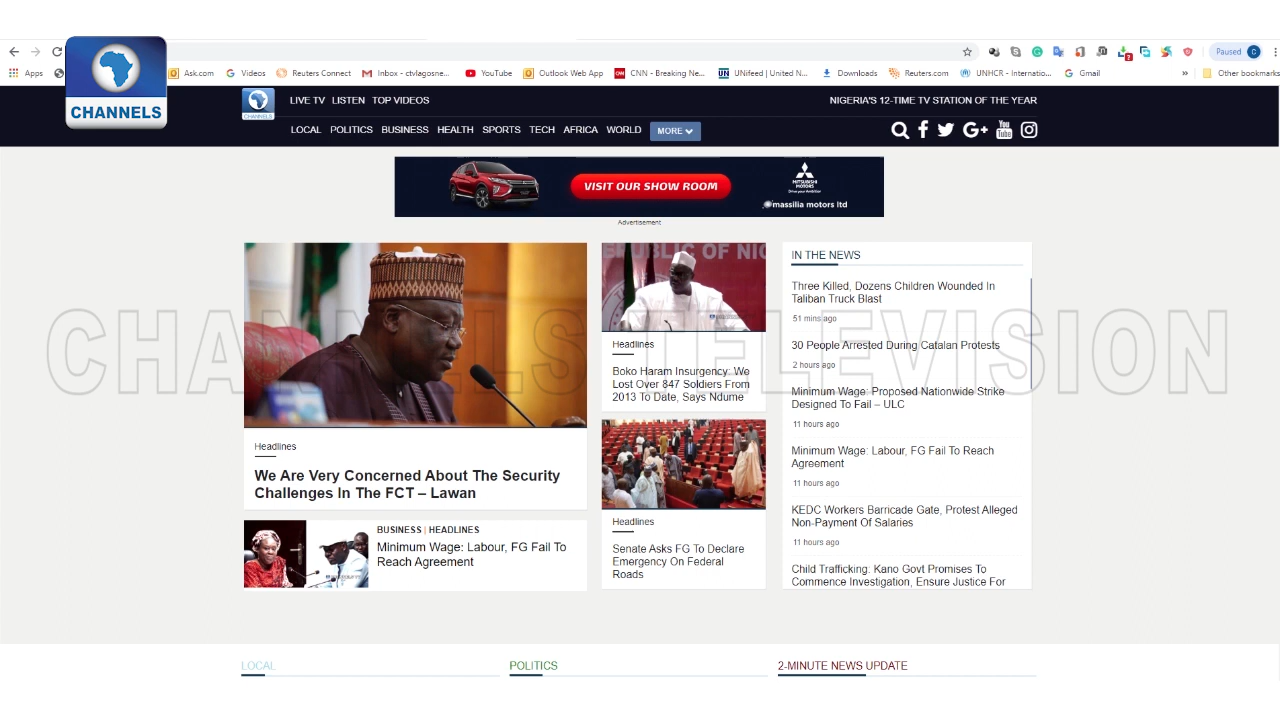 Paused
C
Apps
Ask.com
Videos
Reuters Connect
Inbox - ctvlagosne...
YouTube
Outlook Web App
CNN - Breaking Ne...
UNifeed | United N...
Downloads
Reuters.com
UNHCR - Internatio...
Gmail
»
Other bookmarks
CHANNELS
CHANNELS
LIVE TV LISTEN TOP VIDEOS
NIGERIA'S 12-TIME TV STATION OF THE YEAR
LOCAL POLITICS BUSINESS HEALTH SPORTS TECH AFRICA WORLD MORE
VISIT OUR SHOW ROOM
MITSUBISHI
MOTORS
Drive your Ambition
massilia motors ltd
Advertisement
Headlines
We Are Very Concerned About The Security
Challenges In The FCT – Lawan
BUSINESS | HEADLINES
Minimum Wage: Labour, FG Fail To
Reach Agreement
Headlines
Boko Haram Insurgency: We
Lost Over 847 Soldiers From
2013 To Date, Says Ndume
Headlines
Senate Asks FG To Declare
Emergency On Federal
Roads
IN THE NEWS
Three Killed, Dozens Children Wounded In
Taliban Truck Blast
51 mins ago
30 People Arrested During Catalan Protests
2 hours ago
Minimum Wage: Proposed Nationwide Strike
Designed To Fail – ULC
11 hours ago
Minimum Wage: Labour, FG Fail To Reach
Agreement
11 hours ago
KEDC Workers Barricade Gate, Protest Alleged
Non-Payment Of Salaries
11 hours ago
Child Trafficking: Kano Govt Promises To
Commence Investigation, Ensure Justice For
CHANNELS TELEVISION
LOCAL
POLITICS
2-MINUTE NEWS UPDATE